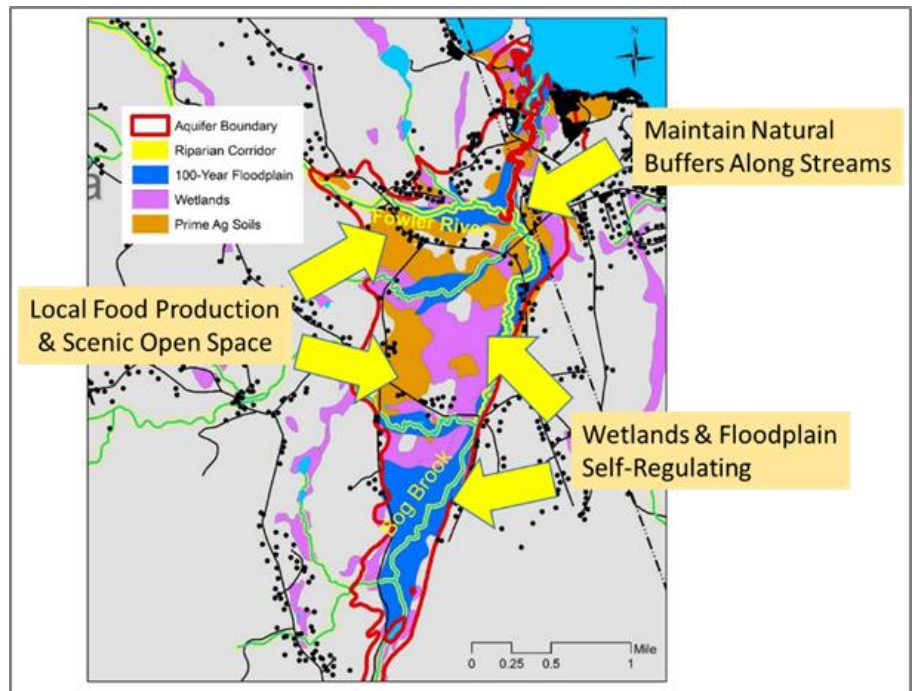 N
Aquifer Boundary
Riparian Corridor
100-Year Floodplain
Wetlands
Prime Ag Soils
Maintain Natural
Buffers Along Streams
Fowler River
Local Food Production
& Scenic Open Space
Wetlands & Floodplain
Self-Regulating
Brook
Mile
0 0.25 0.5 1